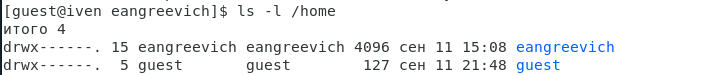 [guest@iven eangreevich]$ ls -l /home
итого 4
drwx------. 15 eangreevich eangreevich 4096 сен 11 15:08 eangreevich
drwx------.  5 guest       guest        127 сен 11 21:48 guest